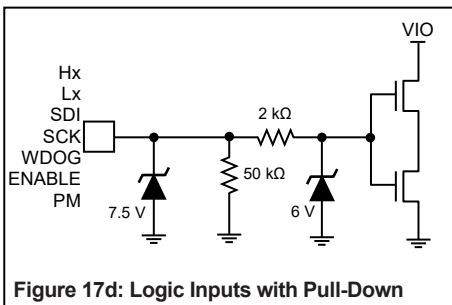 VIO
Hx
Lx
SDI
SCK
WDOG
ENABLE
PM
2 kΩ
50 kΩ
7.5 V
6 V
Figure 17d: Logic Inputs with Pull-Down